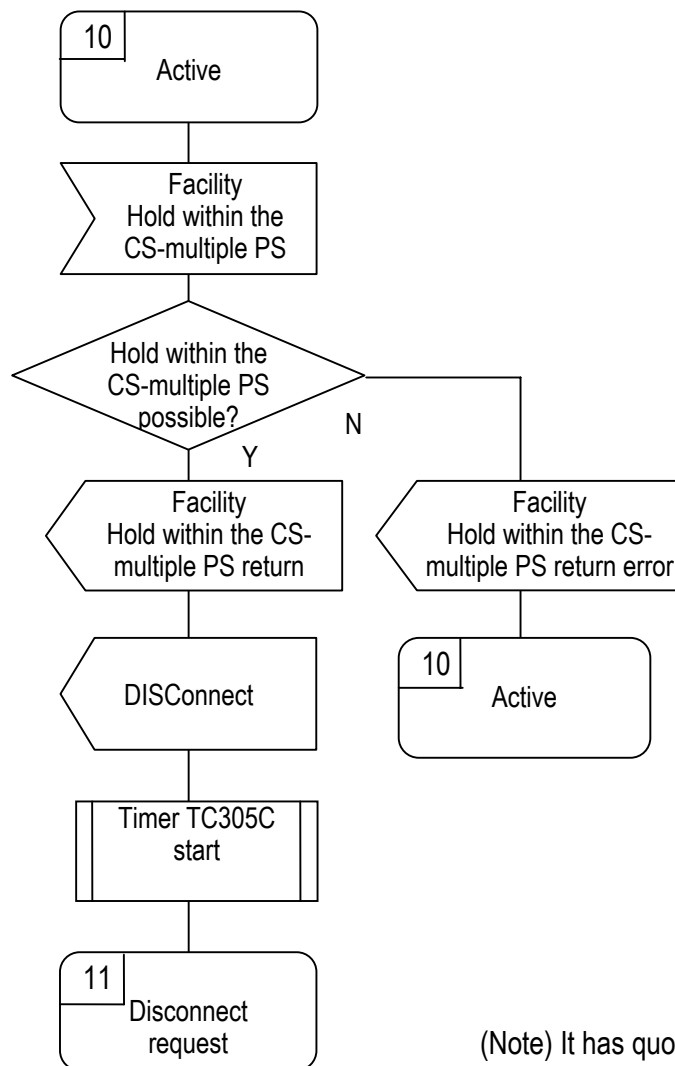 10
Active
Facility
Hold within the
CS-multiple PS
Hold within the
CS-multiple PS
possible?
N
Y
Facility
Hold within the CS-
multiple PS return
Facility
Hold within the CS-
multiple PS return error
DISConnect
10
Active
Timer TC305C
start
11
Disconnect
request
(Note) It has quo